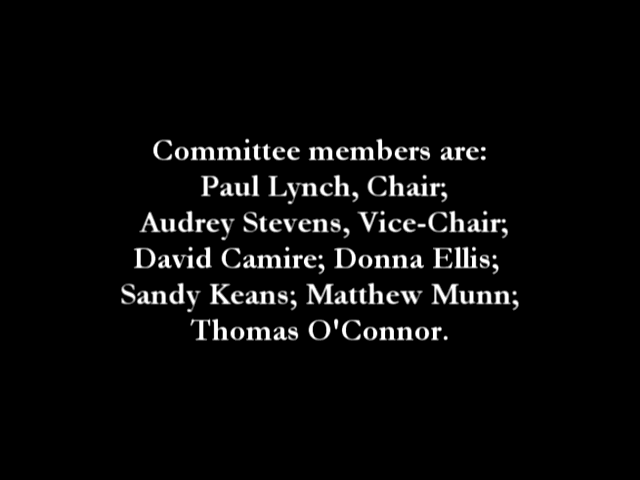 Committee members are:
Paul Lynch, Chair;
Audrey Stevens, Vice-Chair;
David Camire; Donna Ellis;
Sandy Keans; Matthew Munn;
Thomas O'Connor.